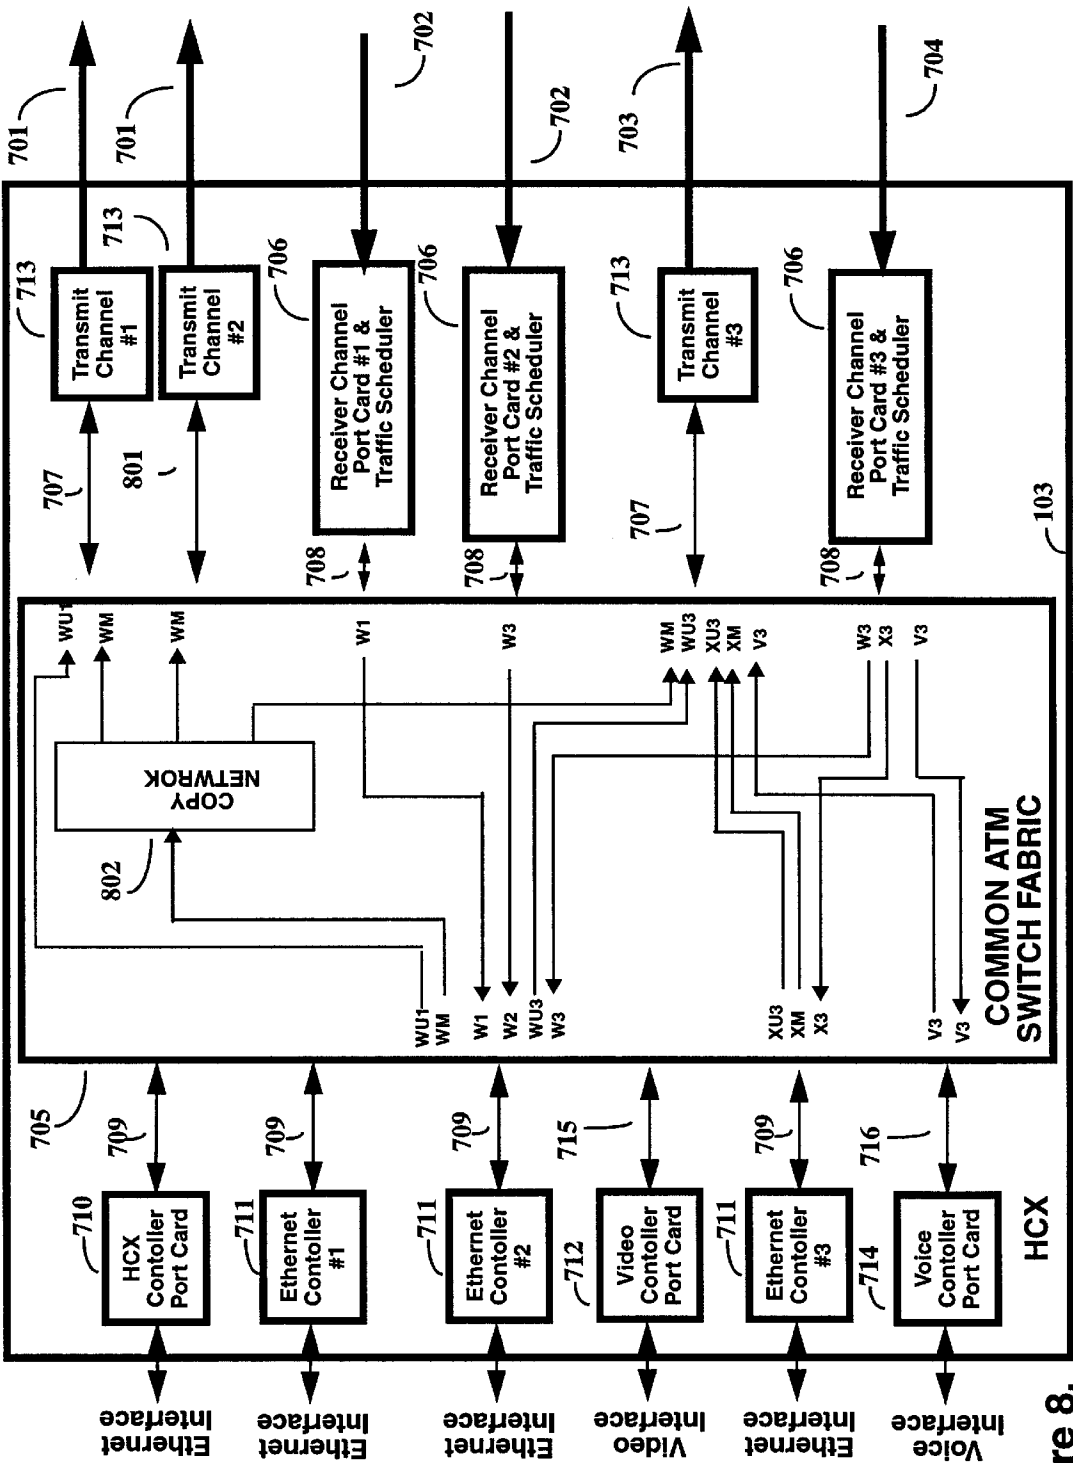 701
701
702
702
703
704
713
Transmit
Channel
#1
713
Transmit
Channel
#2
706
Receiver Channel
Port Card #1 &
Traffic Scheduler
706
Receiver Channel
Port Card #2 &
Traffic Scheduler
713
Transmit
Channel
#3
706
Receiver Channel
Port Card #3 &
Traffic Scheduler
707
801
708
708
707
708
103
WU1
WM
WM
W1
W3
WM
WU3
XU3
XM
V3
W3
X3
V3
COPY
NETWROK
802
WU1
WM
W1
W2
WU3
W3
XU3
XM
X3
V3
V3
COMMON ATM
SWITCH FABRIC
705
709
709
709
715
709
716
710
HCX
Contoller
Port Card
711
Ethernet
Contoller
#1
711
Ethernet
Contoller
#2
712
Video
Contoller
Port Card
711
Ethernet
Contoller
#3
714
Voice
Contoller
Port Card
HCX
Ethernet
Interface
Ethernet
Interface
Ethernet
Interface
Video
Interface
Ethernet
Interface
Voice
Interface
re 8.